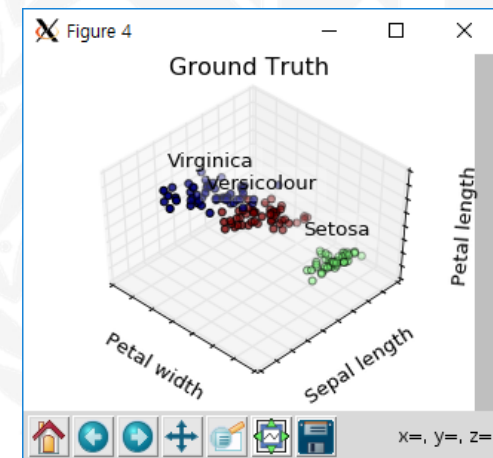 Figure 4
Ground Truth
Virginica
Versicolour
Setosa
Petal length
Petal width
Sepal length
x=, y=, z=